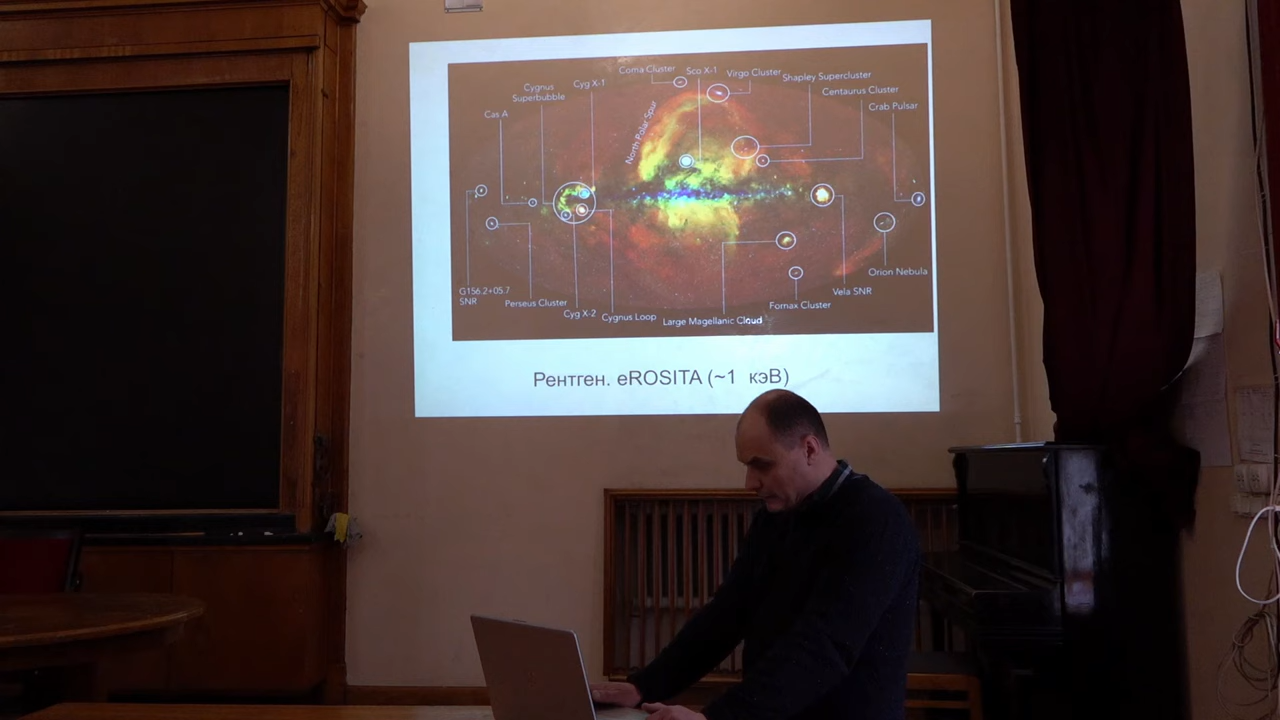 Coma Cluster
Sco X-1
Virgo Cluster
Shapley Supercluster
Cygnus
Superbubble
Cyg X-1
Centaurus Cluster
Cas A
Crab Pulsar
North Polar Spur
Orion Nebula
G156.2+05.7
SNR
Perseus Cluster
Cyg X-2
Cygnus Loop
Large Magellanic Cloud
Fornax Cluster
Vela SNR
Рентген. eROSITA (~1 кэВ)